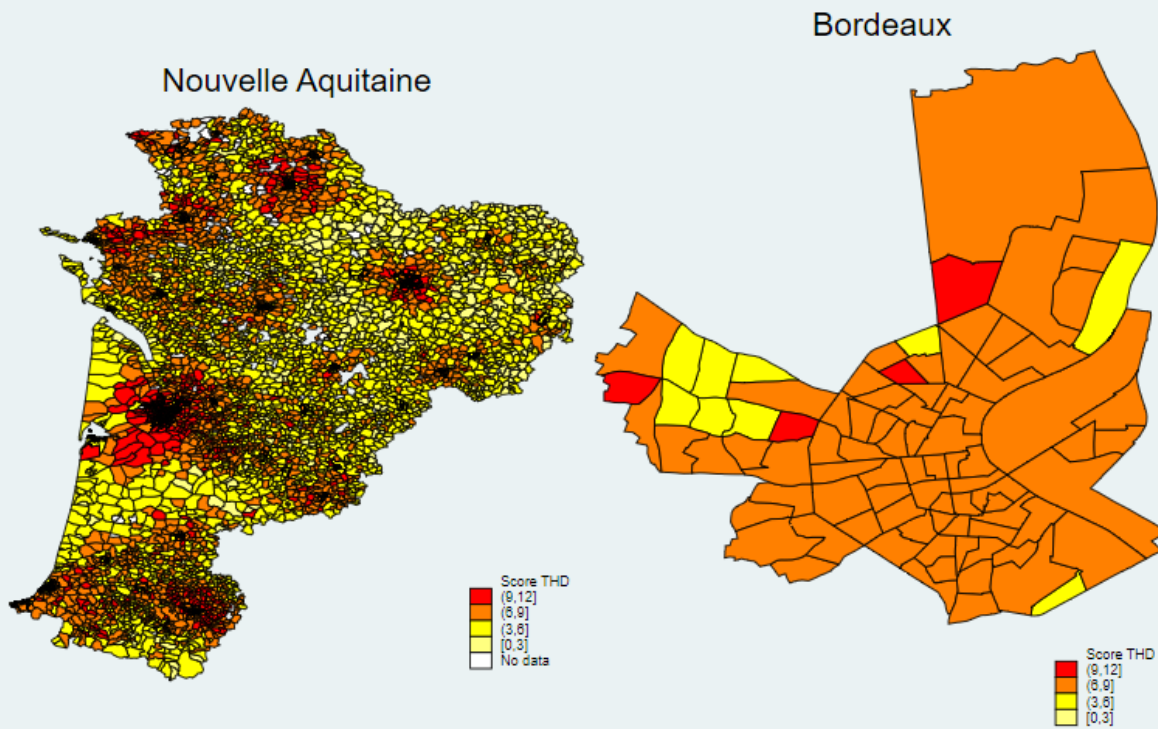 Bordeaux
Nouvelle Aquitaine
Score THD
(9,12]
(6,9]
(3,6]
[0,3]
No data
Score THD
(9,12]
(6,9]
(3,6]
[0,3]